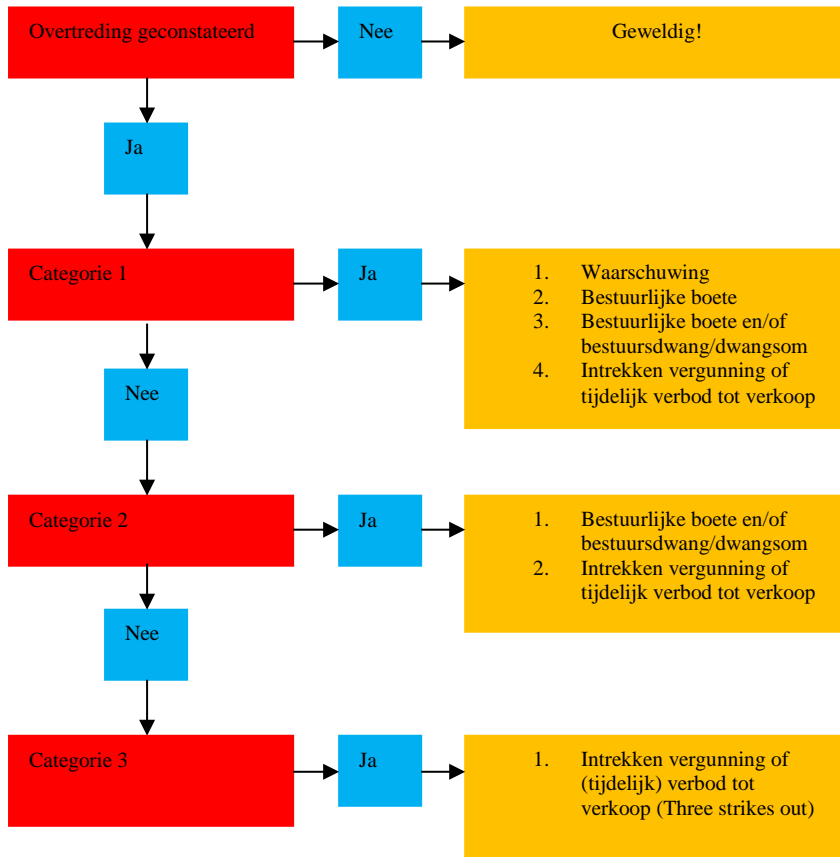 Overtreding geconstateerd
Nee
Geweldig!
Ja
Categorie 1
Ja
1. Waarschuwing
2. Bestuurlijke boete
3. Bestuurlijke boete en/of
bestuursdwang/dwangsom
4. Intrekken vergunning of
tijdelijk verbod tot verkoop
Nee
Categorie 2
Ja
1. Bestuurlijke boete en/of
bestuursdwang/dwangsom
2. Intrekken vergunning of
tijdelijk verbod tot verkoop
Nee
Categorie 3
Ja
1. Intrekken vergunning of
(tijdelijk) verbod tot
verkoop (Three strikes out)